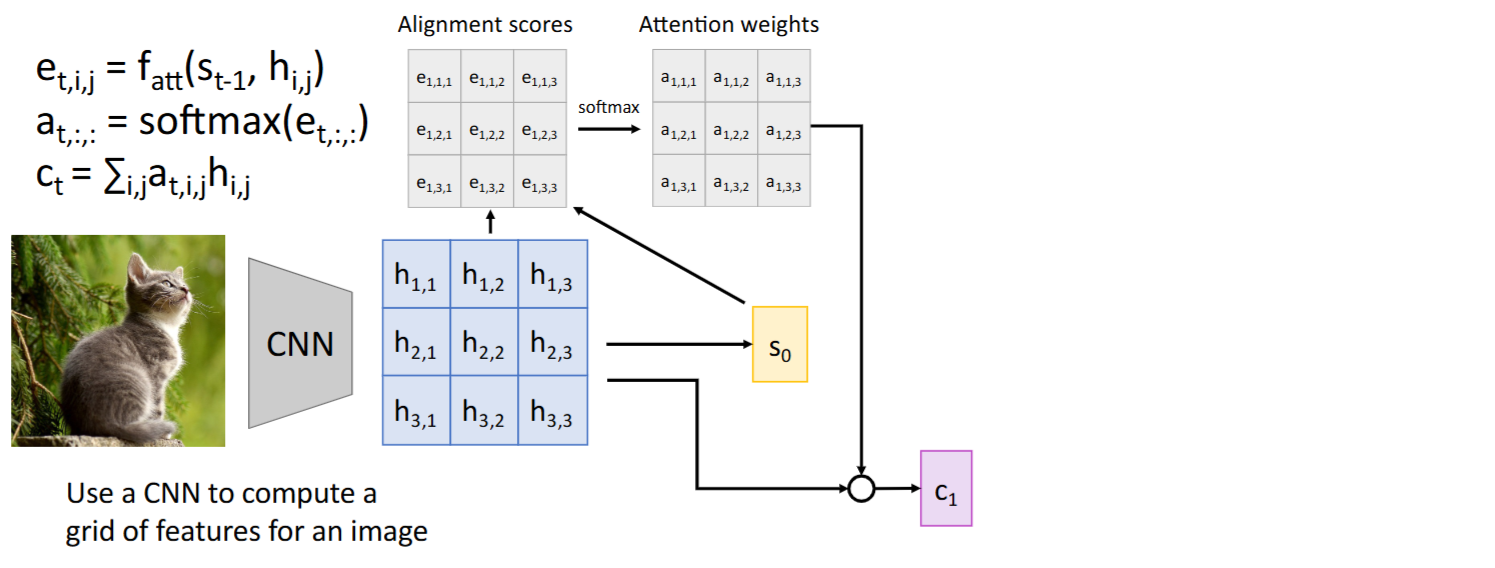 Alignment scores
Attention weights
e_{t,i,j} = f_{att}(s_{t-1}, h_{i,j})
a_{t,:,:} = softmax(e_{t,:,:})
c_t = ∑_{i,j}a_{t,i,j}h_{i,j}
e_{1,1,1} e_{1,1,2} e_{1,1,3}
e_{1,2,1} e_{1,2,2} e_{1,2,3}
e_{1,3,1} e_{1,3,2} e_{1,3,3}
softmax
a_{1,1,1} a_{1,1,2} a_{1,1,3}
a_{1,2,1} a_{1,2,2} a_{1,2,3}
a_{1,3,1} a_{1,3,2} a_{1,3,3}
CNN
h_{1,1} h_{1,2} h_{1,3}
h_{2,1} h_{2,2} h_{2,3}
h_{3,1} h_{3,2} h_{3,3}
s_0
c_1
Use a CNN to compute a
grid of features for an image